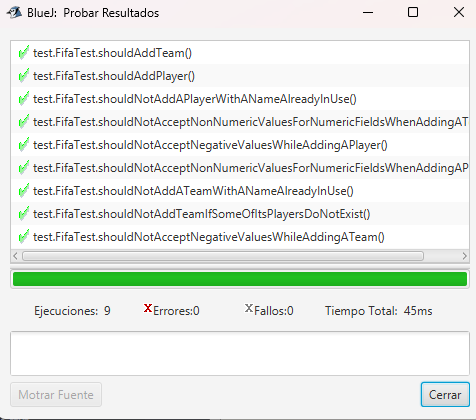 BlueJ: Probar Resultados
test.FifaTest.shouldAddTeam()
test.FifaTest.shouldAddPlayer()
test.FifaTest.shouldNotAddAPlayerWithANameAlreadyInUse()
test.FifaTest.shouldNotAcceptNonNumericValuesForNumericFieldsWhenAddingAT
test.FifaTest.shouldNotAcceptNegativeValuesWhileAddingAPlayer()
test.FifaTest.shouldNotAcceptNonNumericValuesForNumericFieldsWhenAddingAP
test.FifaTest.shouldNotAddATeamWithANameAlreadyInUse()
test.FifaTest.shouldNotAddTeamIfSomeOfItsPlayersDoNotExist()
test.FifaTest.shouldNotAcceptNegativeValuesWhileAddingATeam()
Ejecuciones: 9 Errores:0 Fallos:0 Tiempo Total: 45ms
Motrar Fuente Cerrar